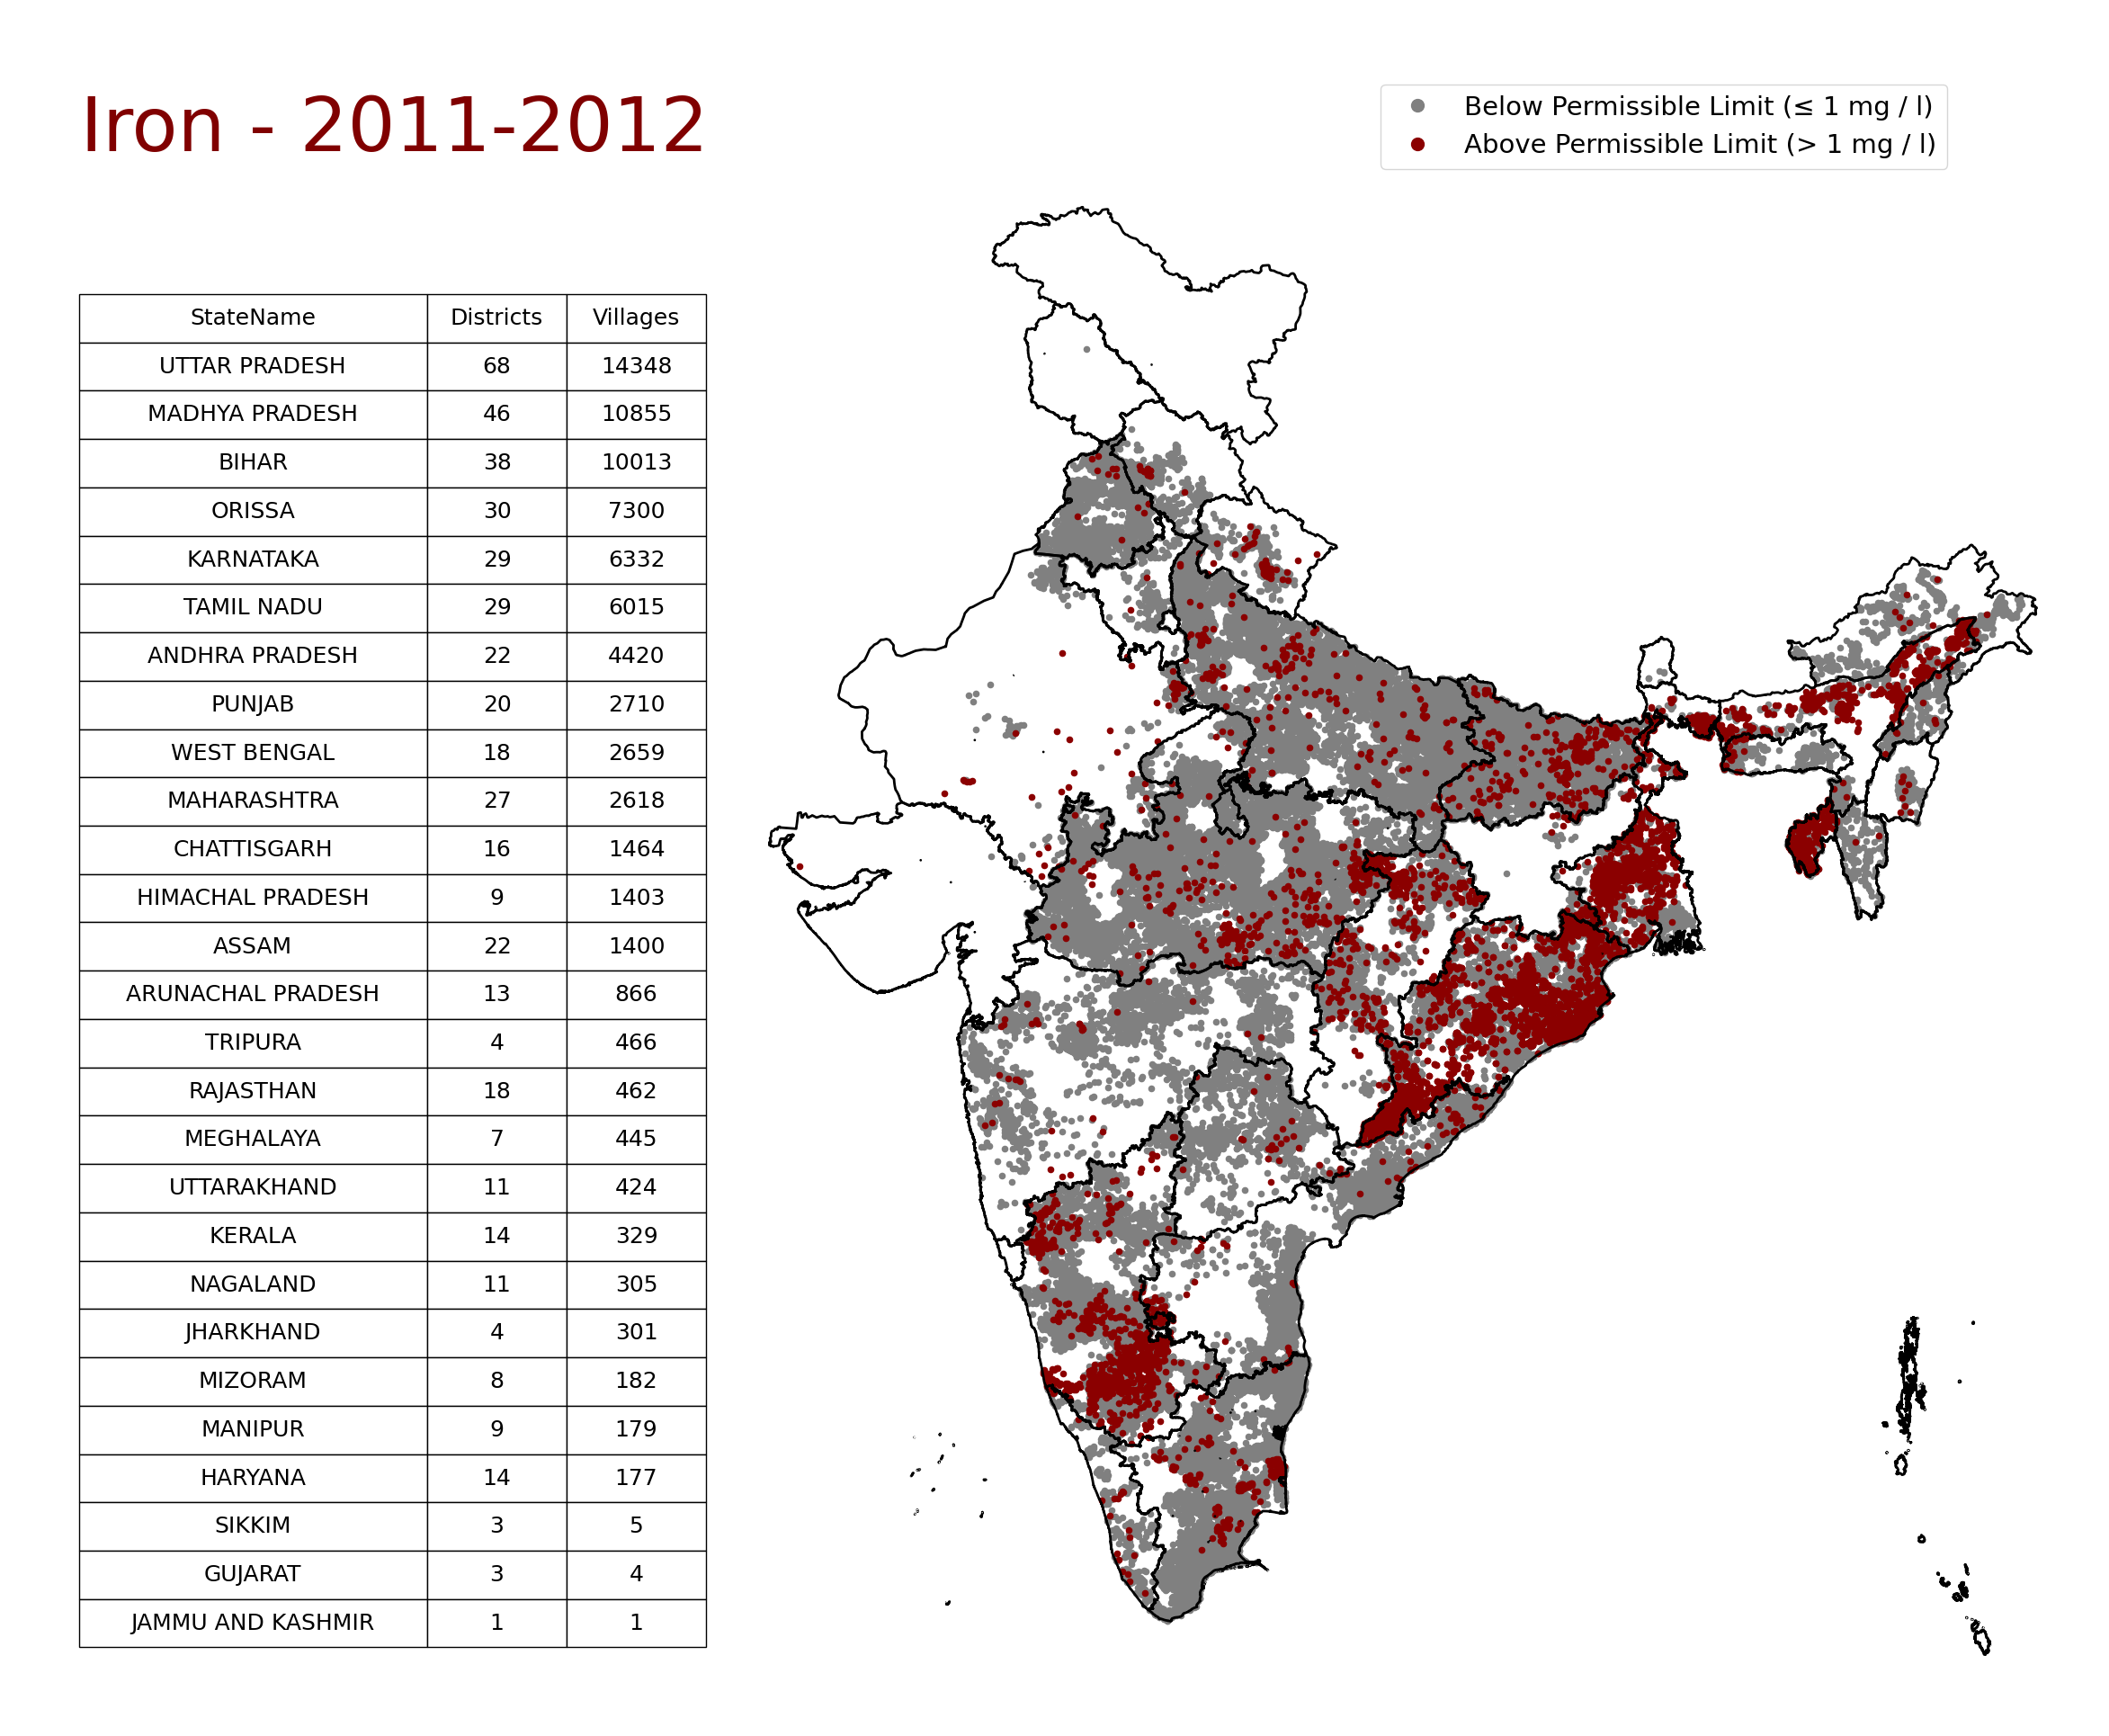 Iron - 2011-2012
Below Permissible Limit (≤ 1 mg / l)
Above Permissible Limit (> 1 mg / l)
StateName Districts Villages
UTTAR PRADESH 68 14348
MADHYA PRADESH 46 10855
BIHAR 38 10013
ORISSA 30 7300
KARNATAKA 29 6332
TAMIL NADU 29 6015
ANDHRA PRADESH 22 4420
PUNJAB 20 2710
WEST BENGAL 18 2659
MAHARASHTRA 27 2618
CHATTISGARH 16 1464
HIMACHAL PRADESH 9 1403
ASSAM 22 1400
ARUNACHAL PRADESH 13 866
TRIPURA 4 466
RAJASTHAN 18 462
MEGHALAYA 7 445
UTTARAKHAND 11 424
KERALA 14 329
NAGALAND 11 305
JHARKHAND 4 301
MIZORAM 8 182
MANIPUR 9 179
HARYANA 14 177
SIKKIM 3 5
GUJARAT 3 4
JAMMU AND KASHMIR 1 1